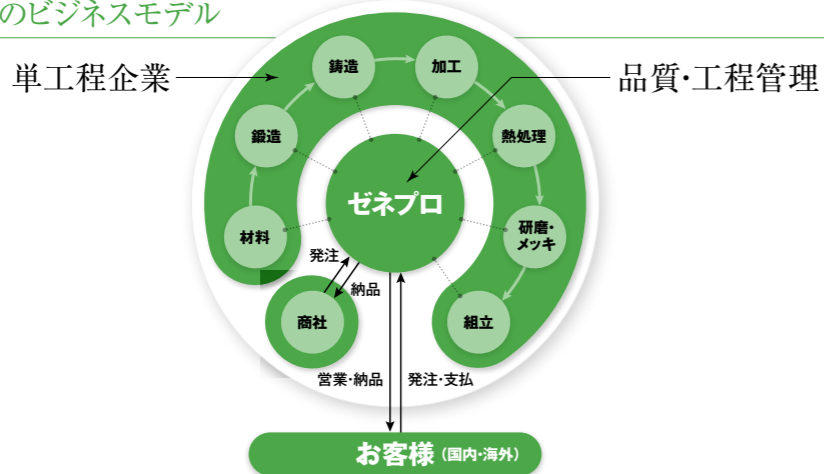 のビジネスモデル
単工程企業
品質・工程管理
鋳造
加工
鍛造
熱処理
ゼネプロ
材料
研磨・
メッキ
発注
納品
商社
組立
営業・納品
発注・支払
お客様（国内・海外）